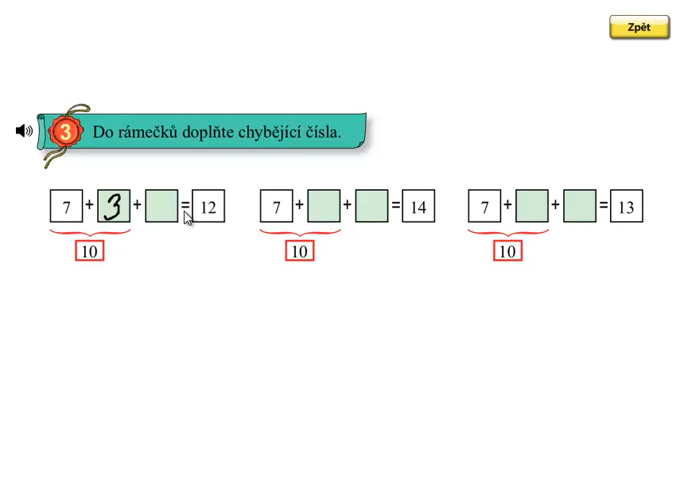 Zpět
3 Do rámečků doplňte chybějící čísla.
7 + 3 + = 12 7 + + = 14 7 + + = 13
10 10 10